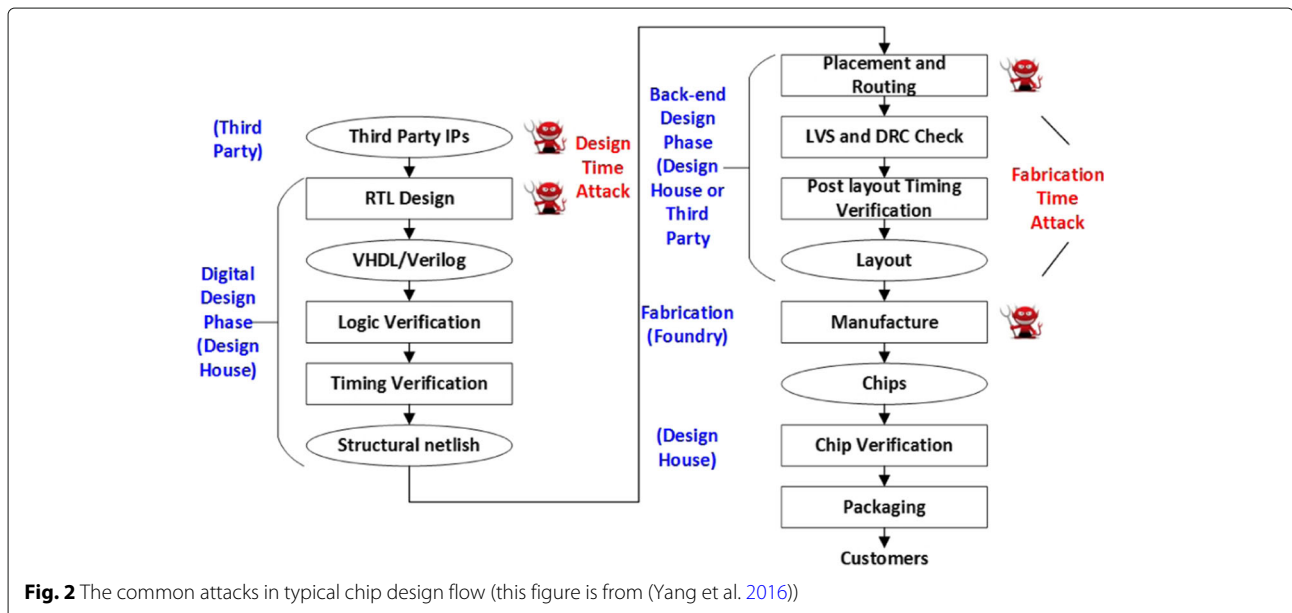 (Third
Party)
Third Party IPs
Design
Time
Attack
RTL Design
VHDL/Verilog
Digital
Design
Phase
(Design
House)
Logic Verification
Timing Verification
Structural netlish
Placement and
Routing
Back-end
Design
Phase
(Design
House or
Third
Party
LVS and DRC Check
Post layout Timing
Verification
Fabrication
Time
Attack
Layout
Fabrication
(Foundry)
Manufacture
Chips
(Design
House)
Chip Verification
Packaging
Customers
Fig. 2 The common attacks in typical chip design flow (this figure is from (Yang et al. 2016))